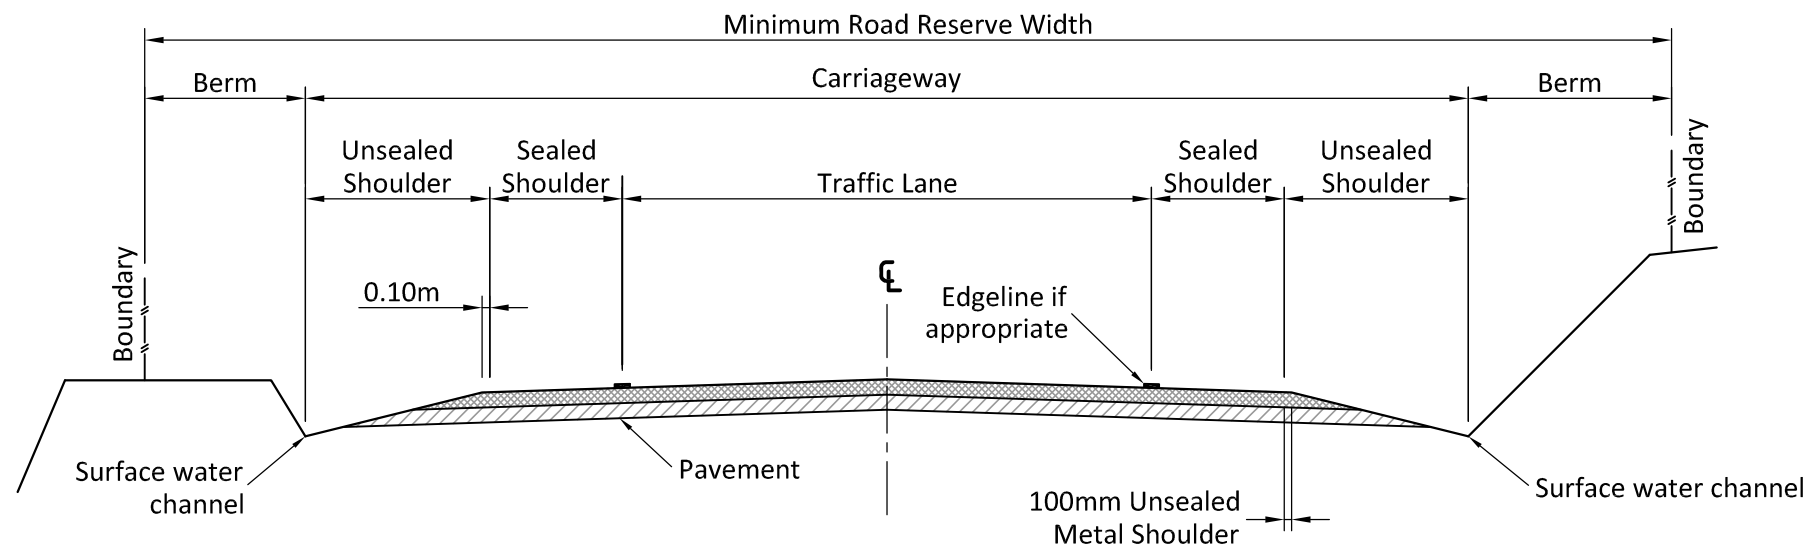 Minimum Road Reserve Width
Berm
Carriageway
Berm
Unsealed
Shoulder
Sealed
Shoulder
Traffic Lane
Sealed
Shoulder
Unsealed
Shoulder
Boundary
Boundary
0.10m
℄
Edgeline if
appropriate
Surface water
channel
Pavement
100mm Unsealed
Metal Shoulder
Surface water channel